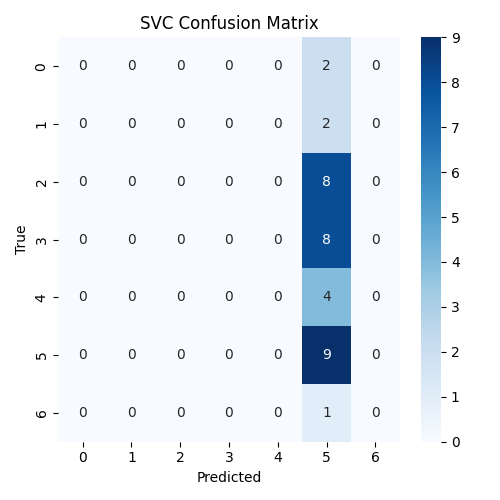 SVC Confusion Matrix
True
0 0 0 0 0 0 2 0
1 0 0 0 0 0 2 0
2 0 0 0 0 0 8 0
3 0 0 0 0 0 8 0
4 0 0 0 0 0 4 0
5 0 0 0 0 0 9 0
6 0 0 0 0 0 1 0
0 1 2 3 4 5 6
Predicted
9
8
7
6
5
4
3
2
1
0